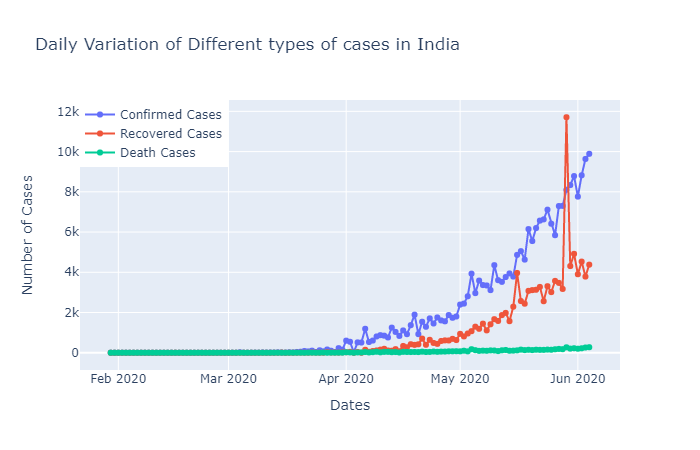 Daily Variation of Different types of cases in India
Confirmed Cases
Recovered Cases
Death Cases
Number of Cases
12k
10k
8k
6k
4k
2k
0
Feb 2020
Mar 2020
Apr 2020
May 2020
Jun 2020
Dates